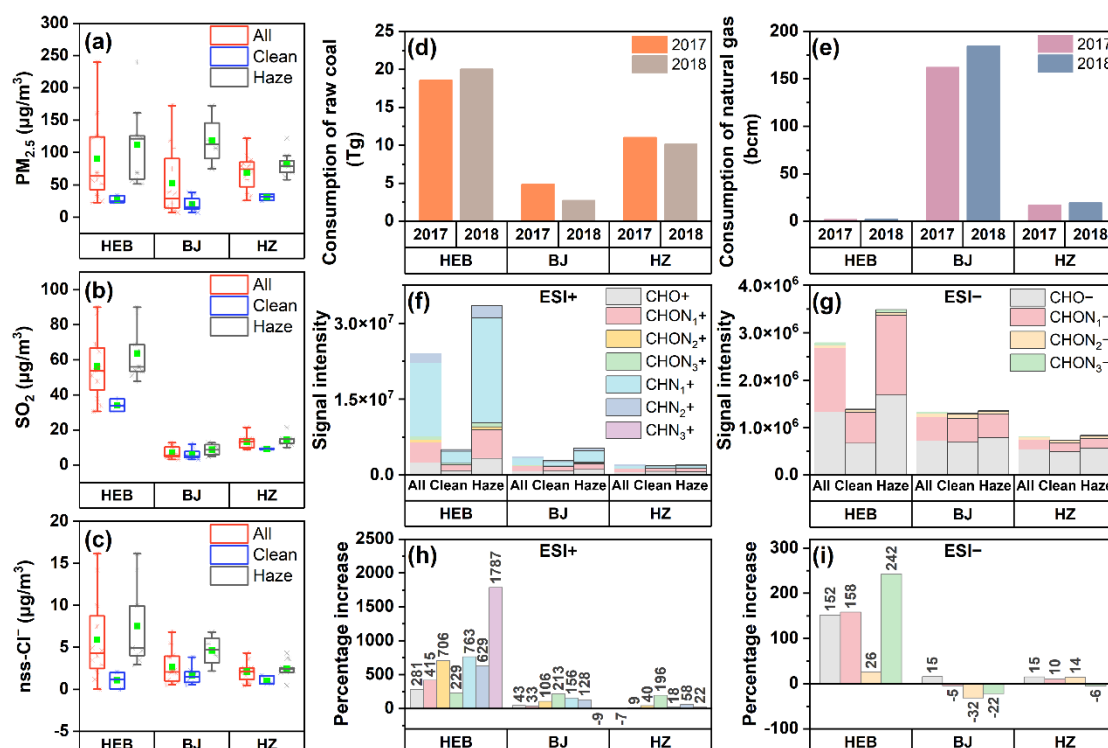 (a)
All
Clean
Haze
PM2.5 (μg/m³)
300
250
200
150
100
50
0
HEB BJ HZ
(b)
All
Clean
Haze
SO2 (μg/m³)
100
80
60
40
20
0
HEB BJ HZ
(c)
All
Clean
Haze
nss-Cl⁻ (μg/m³)
20
15
10
5
0
-5
HEB BJ HZ
(d)
2017
2018
Consumption of raw coal
(Tg)
25
20
15
10
5
0
2017 2018 2017 2018 2017 2018
HEB BJ HZ
(e)
2017
2018
Consumption of natural gas
(bcm)
200
150
100
50
0
2017 2018 2017 2018 2017 2018
HEB BJ HZ
(f)
ESI+
CHO+
CHON1+
CHON2+
CHON3+
CHN1+
CHN2+
CHN3+
Signal intensity
3.0×10⁷
1.5×10⁷
0.0
All Clean Haze All Clean Haze All Clean Haze
HEB BJ HZ
(g)
ESI−
CHO−
CHON1−
CHON2−
CHON3−
Signal intensity
4.0×10⁶
3.0×10⁶
2.0×10⁶
1.0×10⁶
0.0
All Clean Haze All Clean Haze All Clean Haze
HEB BJ HZ
(h)
ESI+
Percentage increase
2500
2250
2000
1750
1500
1250
1000
750
500
250
0
281 415 706 229 763 629 1787
43 33 106 213 156 128 -9
-7 9 40 196 18 58 22
HEB BJ HZ
(i)
ESI−
Percentage increase
300
200
100
0
-100
152 158 26 242
15 -5 -32 -22
15 10 14 -6
HEB BJ HZ